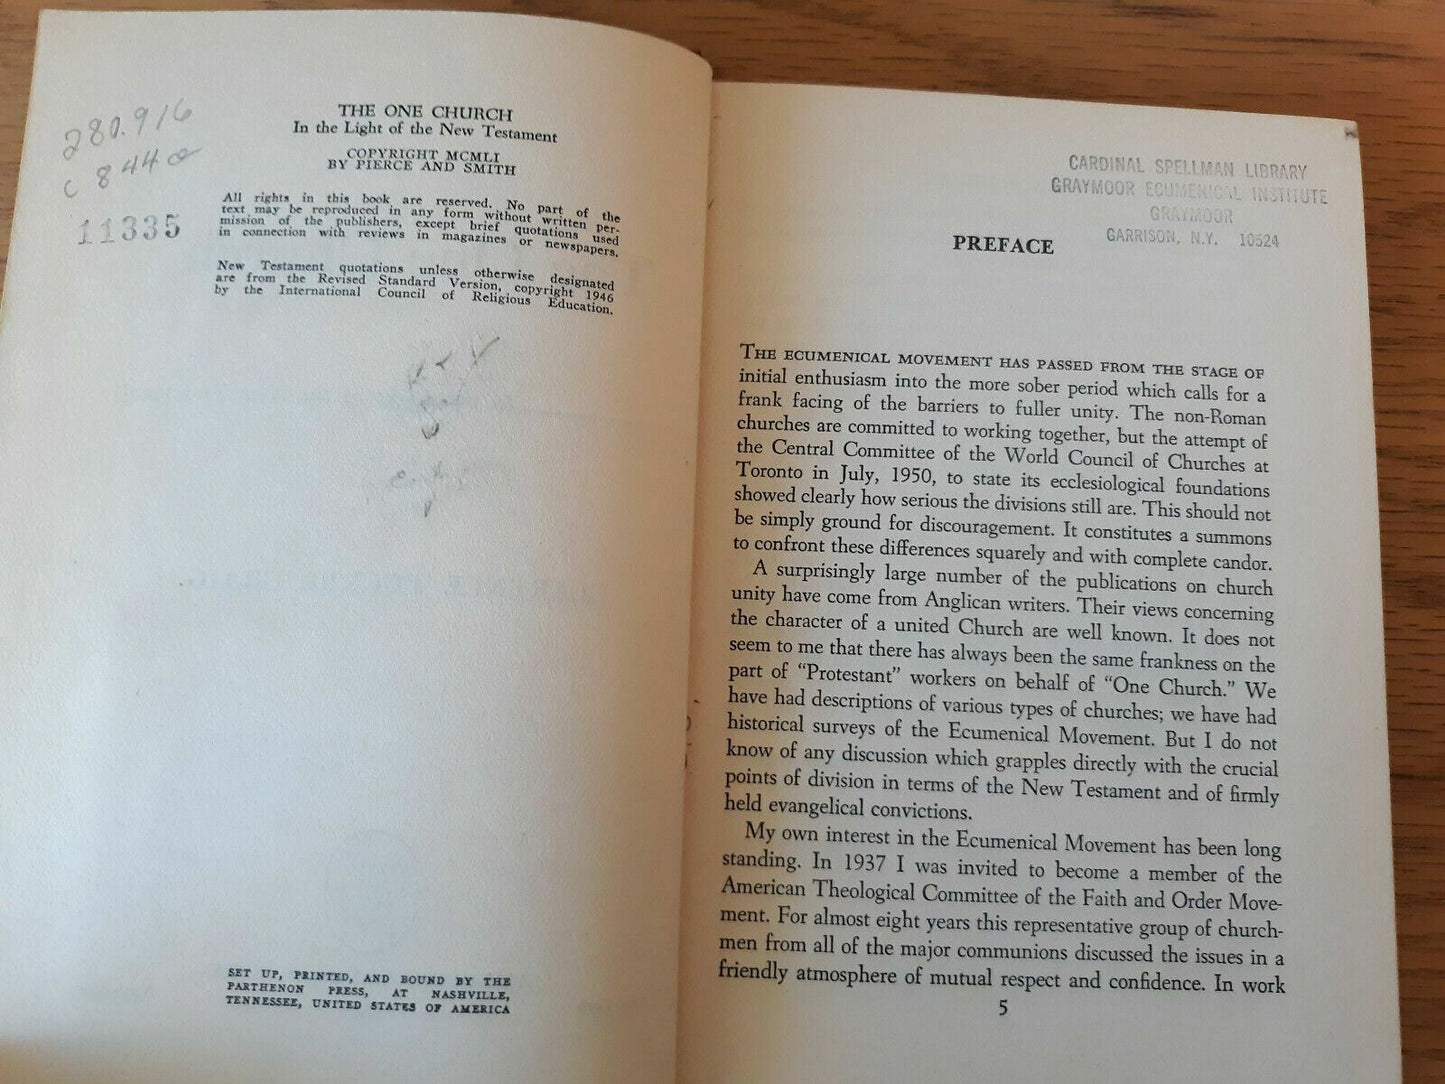 280.916
C 844o
11335
THE ONE CHURCH
In the Light of the New Testament
COPYRIGHT MCMLI
BY PIERCE AND SMITH
All rights in this book are reserved. No part of the
text may be reproduced in any form without written per-
mission of the publishers, except brief quotations used
in connection with reviews in magazines or newspapers.
New Testament quotations unless otherwise designated
are from the Revised Standard Version, copyright 1946
by the International Council of Religious Education.
SET UP, PRINTED, AND BOUND BY THE
PARTHENON PRESS, AT NASHVILLE,
TENNESSEE, UNITED STATES OF AMERICA
CARDINAL SPELLMAN LIBRARY
GRAYMOOR ECUMENICAL INSTITUTE
GRAYMOOR
GARRISON, N.Y. 10524
PREFACE
THE ECUMENICAL MOVEMENT HAS PASSED FROM THE STAGE OF
initial enthusiasm into the more sober period which calls for a
frank facing of the barriers to fuller unity. The non-Roman
churches are committed to working together, but the attempt of
the Central Committee of the World Council of Churches at
Toronto in July, 1950, to state its ecclesiological foundations
showed clearly how serious the divisions still are. This should not
be simply ground for discouragement. It constitutes a summons
to confront these differences squarely and with complete candor.
A surprisingly large number of the publications on church
unity have come from Anglican writers. Their views concerning
the character of a united Church are well known. It does not
seem to me that there has always been the same frankness on the
part of “Protestant” workers on behalf of “One Church.” We
have had descriptions of various types of churches; we have had
historical surveys of the Ecumenical Movement. But I do not
know of any discussion which grapples directly with the crucial
points of division in terms of the New Testament and of firmly
held evangelical convictions.
My own interest in the Ecumenical Movement has been long
standing. In 1937 I was invited to become a member of the
American Theological Committee of the Faith and Order Move-
ment. For almost eight years this representative group of church-
men from all of the major communions discussed the issues in a
friendly atmosphere of mutual respect and confidence. In work
5